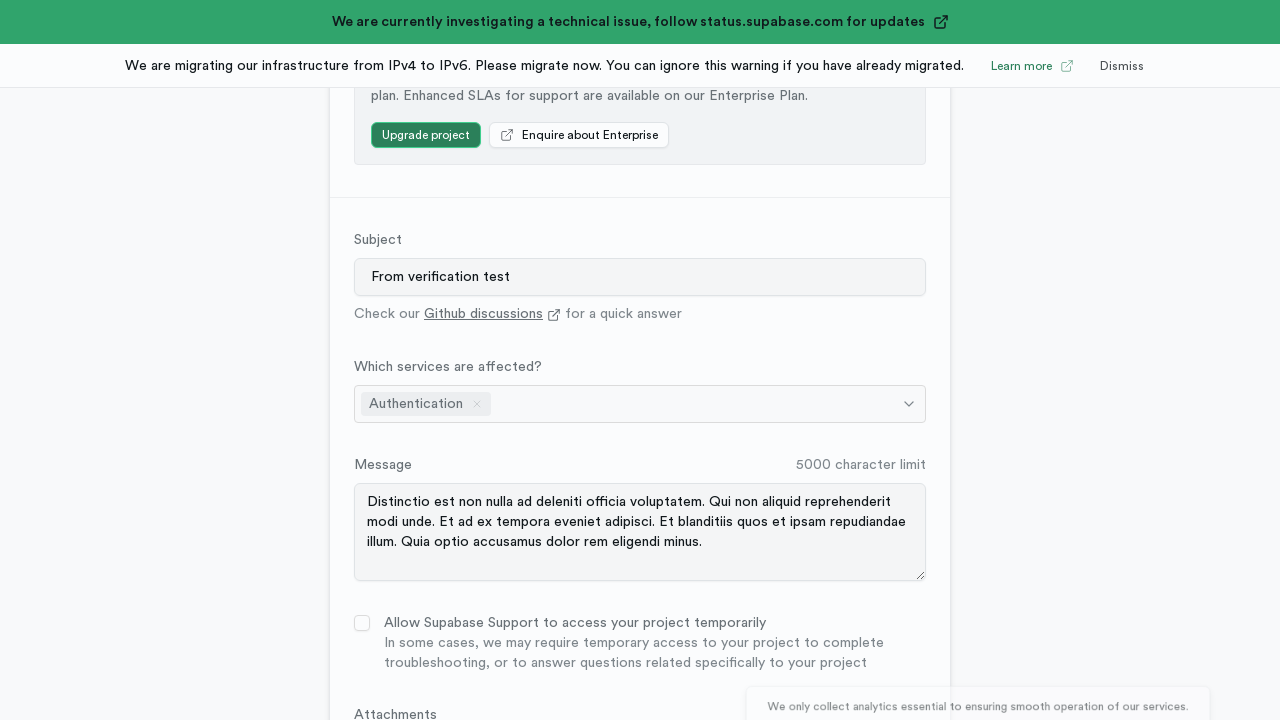 We are currently investigating a technical issue, follow status.supabase.com for updates
We are migrating our infrastructure from IPv4 to IPv6. Please migrate now. You can ignore this warning if you have already migrated. Learn more Dismiss
plan. Enhanced SLAs for support are available on our Enterprise Plan.
Upgrade project Enquire about Enterprise
Subject
From verification test
Check our Github discussions for a quick answer
Which services are affected?
Authentication
Message 5000 character limit
Distinctio est non nulla ad deleniti officia voluptatem. Qui non aliquid reprehenderit
modi unde. Et ad ex tempora eveniet adipisci. Et blanditiis quos et ipsam repudiandae
illum. Quia optio accusamus dolor rem eligendi minus.
Allow Supabase Support to access your project temporarily
In some cases, we may require temporary access to your project to complete
troubleshooting, or to answer questions related specifically to your project
Attachments
We only collect analytics essential to ensuring smooth operation of our services.